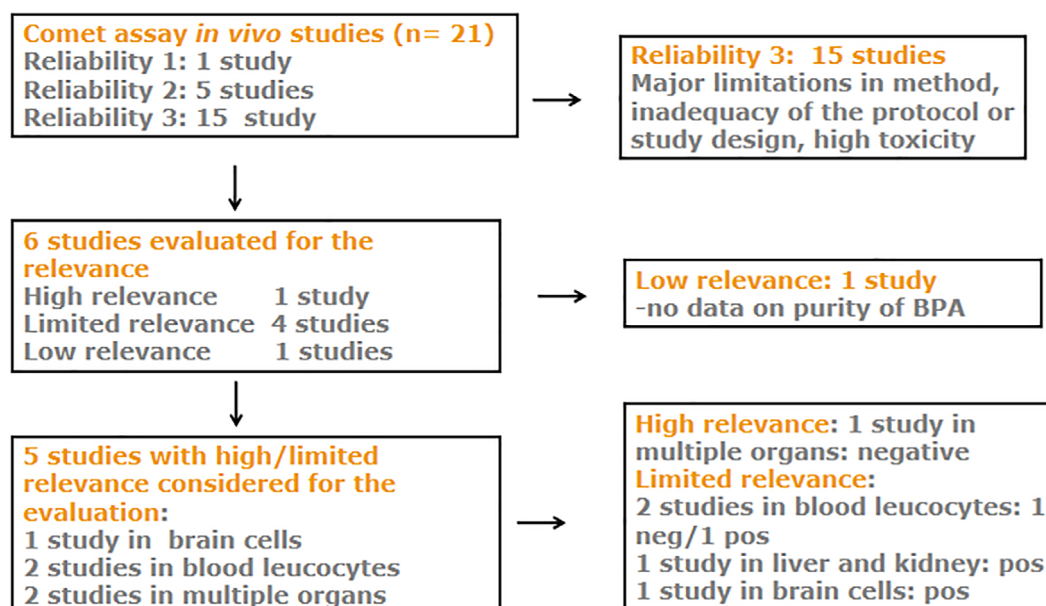 Comet assay in vivo studies (n= 21)
Reliability 1: 1 study
Reliability 2: 5 studies
Reliability 3: 15 study
Reliability 3: 15 studies
Major limitations in method,
inadequacy of the protocol or
study design, high toxicity
6 studies evaluated for the
relevance
High relevance 1 study
Limited relevance 4 studies
Low relevance 1 studies
Low relevance: 1 study
-no data on purity of BPA
5 studies with high/limited
relevance considered for the
evaluation:
1 study in brain cells
2 studies in blood leucocytes
2 studies in multiple organs
High relevance: 1 study in
multiple organs: negative
Limited relevance:
2 studies in blood leucocytes: 1
neg/1 pos
1 study in liver and kidney: pos
1 study in brain cells: pos